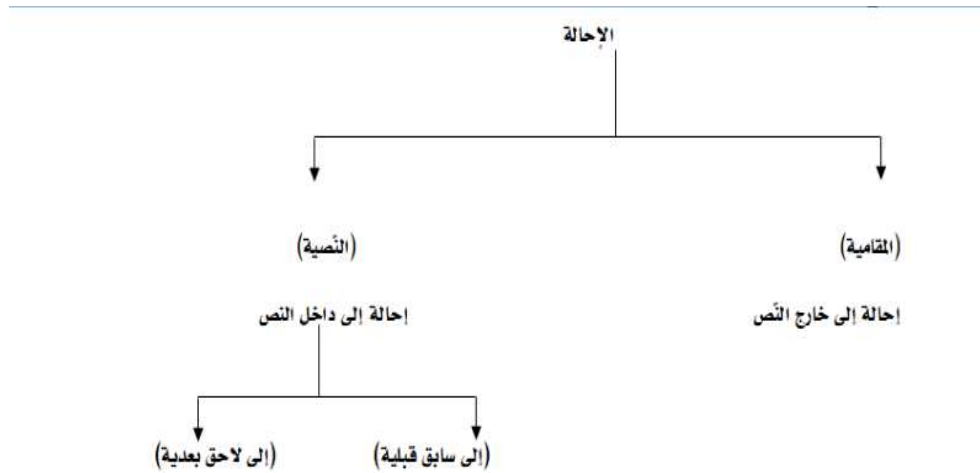 الإحالة
(المقامية)
(النّصية)
إحالة إلى خارج النّص
إحالة إلى داخل النص
(إلى سابق قبلية)
(إلى لاحق بعدية)